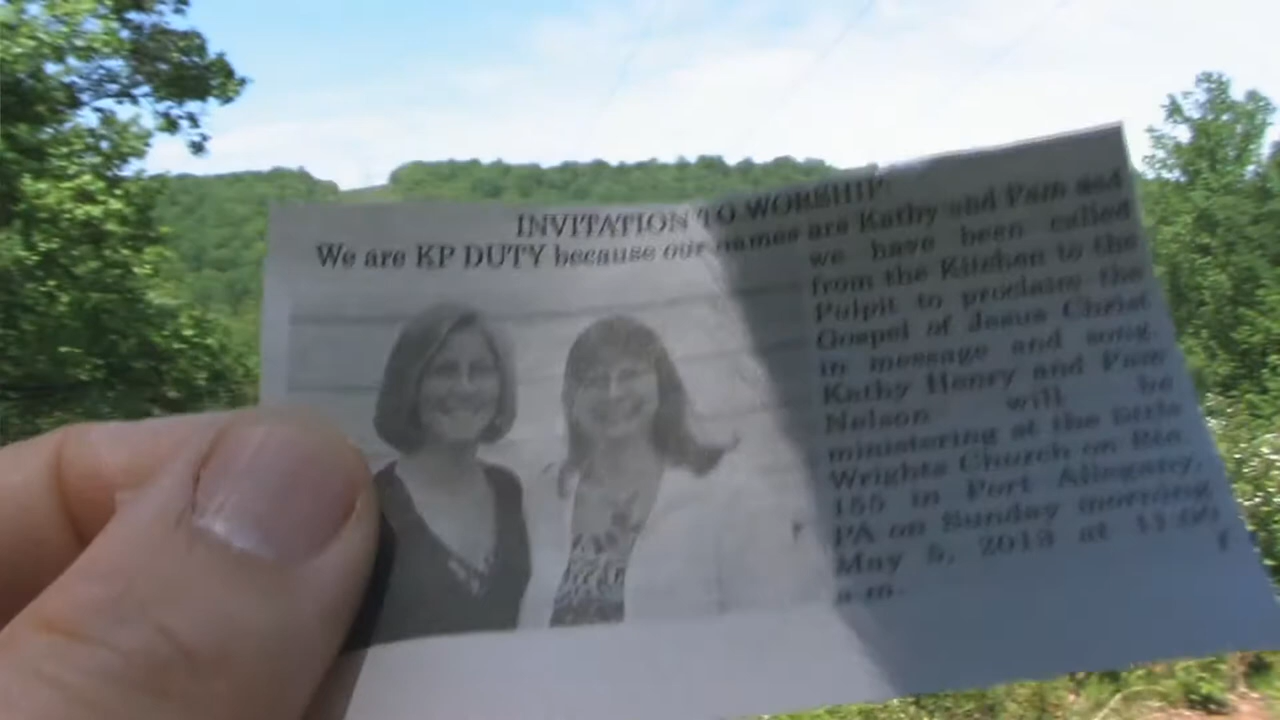 INVITATION TO WORSHIP
We are KP DUTY because our names are Kathy and Pam and
we have been called
from the Kitchen to the
Pulpit to proclaim the
Gospel of Jesus Christ
in message and song.
Kathy Henry and Pam
Nelson will be
ministering at the little
Wrights Church on Rte.
155 in Port Allegany,
PA on Sunday morning
May 5, 2013 at 11:00
a.m.